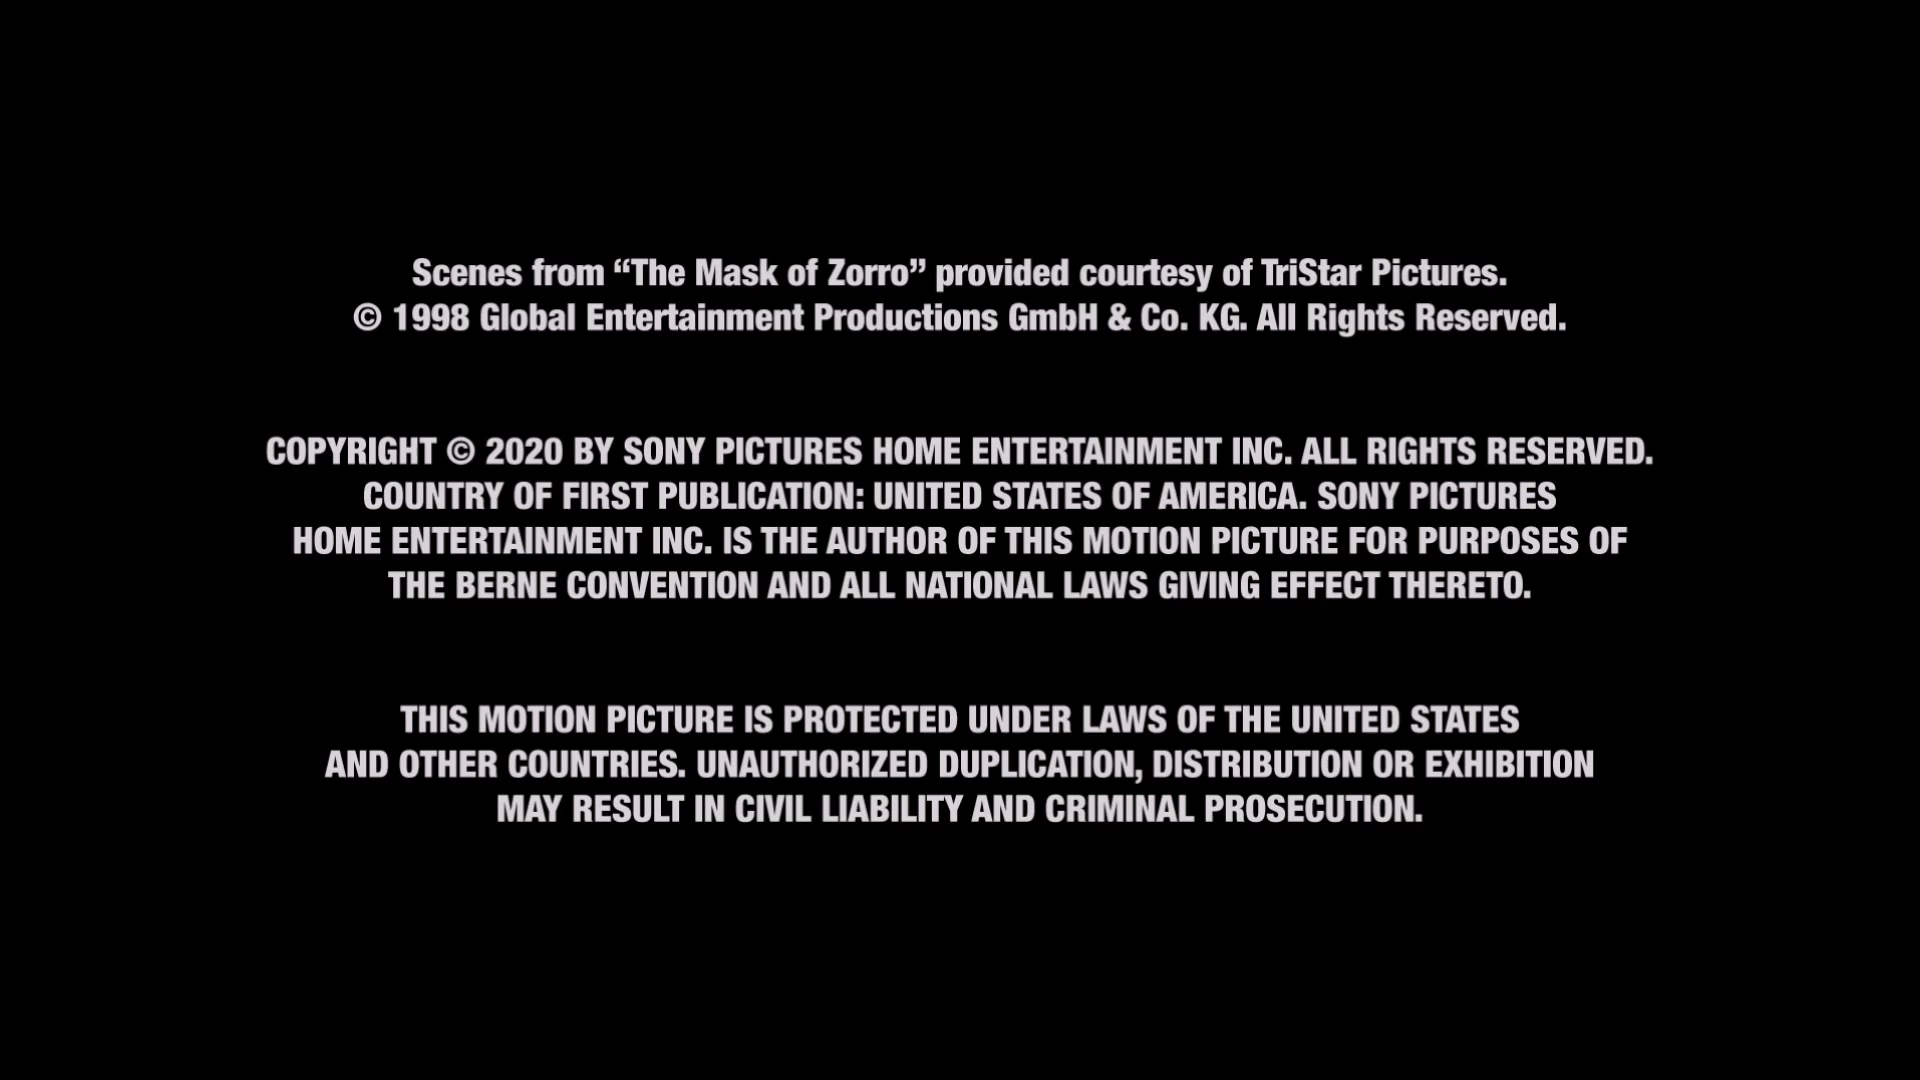 Scenes from “The Mask of Zorro” provided courtesy of TriStar Pictures.
© 1998 Global Entertainment Productions GmbH & Co. KG. All Rights Reserved.
COPYRIGHT © 2020 BY SONY PICTURES HOME ENTERTAINMENT INC. ALL RIGHTS RESERVED.
COUNTRY OF FIRST PUBLICATION: UNITED STATES OF AMERICA. SONY PICTURES
HOME ENTERTAINMENT INC. IS THE AUTHOR OF THIS MOTION PICTURE FOR PURPOSES OF
THE BERNE CONVENTION AND ALL NATIONAL LAWS GIVING EFFECT THERETO.
THIS MOTION PICTURE IS PROTECTED UNDER LAWS OF THE UNITED STATES
AND OTHER COUNTRIES. UNAUTHORIZED DUPLICATION, DISTRIBUTION OR EXHIBITION
MAY RESULT IN CIVIL LIABILITY AND CRIMINAL PROSECUTION.